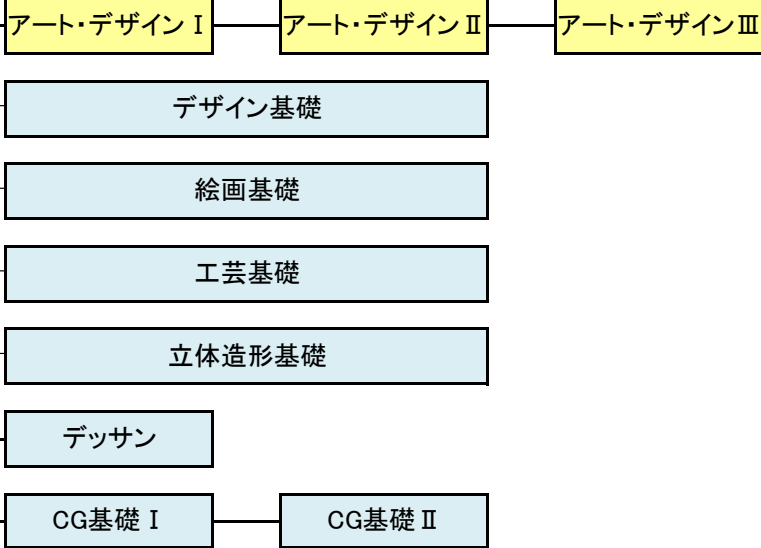 アート・デザインⅠ
アート・デザインⅡ
アート・デザインⅢ
デザイン基礎
絵画基礎
工芸基礎
立体造形基礎
デッサン
CG基礎Ⅰ
CG基礎Ⅱ